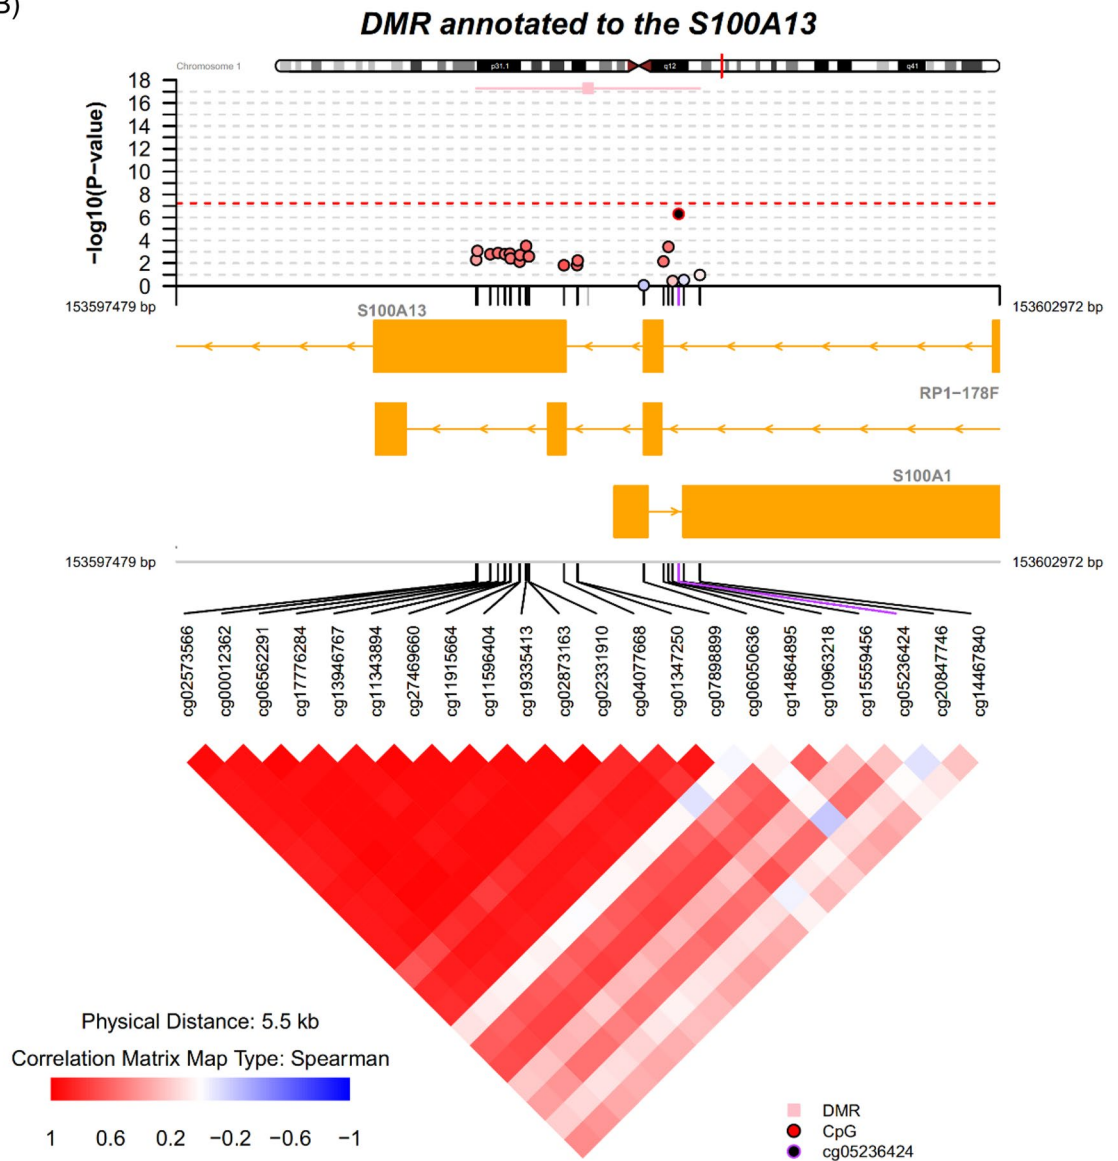 B)
DMR annotated to the S100A13
Chromosome 1
p31.1 q12 q41
−log10(P−value)
18
16
14
12
10
8
6
4
2
0
153597479 bp 153602972 bp
S100A13
RP1−178F
S100A1
153597479 bp 153602972 bp
cg02573566
cg00012362
cg06562291
cg17776284
cg13946767
cg11343894
cg27469660
cg11915664
cg11596404
cg19335413
cg02873163
cg02331910
cg04077668
cg01347250
cg07898899
cg06050636
cg14864895
cg10963218
cg15559456
cg05236424
cg20847746
cg14467840
Physical Distance: 5.5 kb
Correlation Matrix Map Type: Spearman
1 0.6 0.2 −0.2 −0.6 −1
DMR
CpG
cg05236424